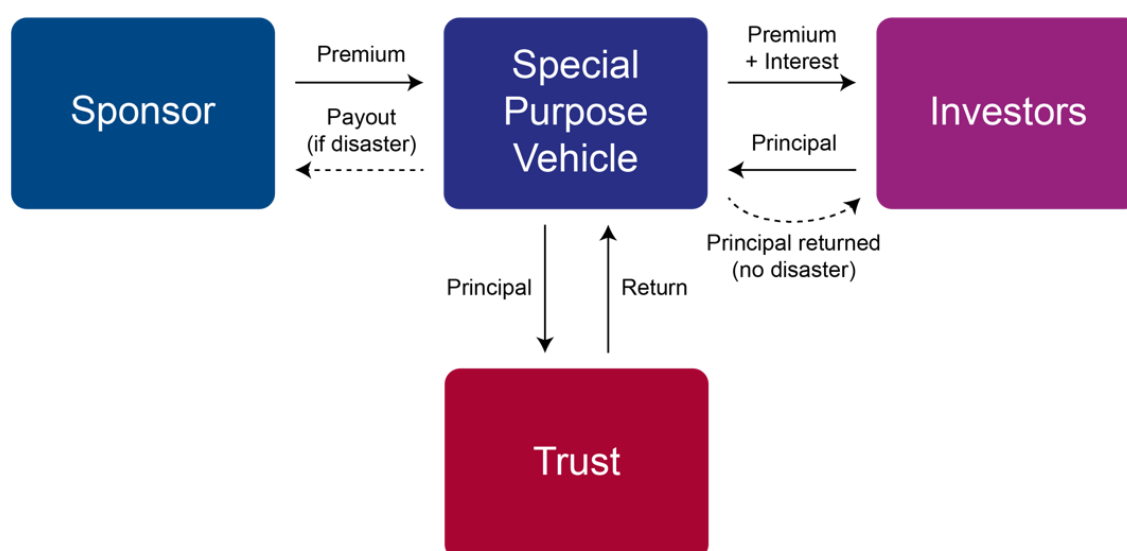 Sponsor
Premium
Payout
(if disaster)
Special
Purpose
Vehicle
Premium
+ Interest
Principal
Principal returned
(no disaster)
Investors
Principal
Return
Trust